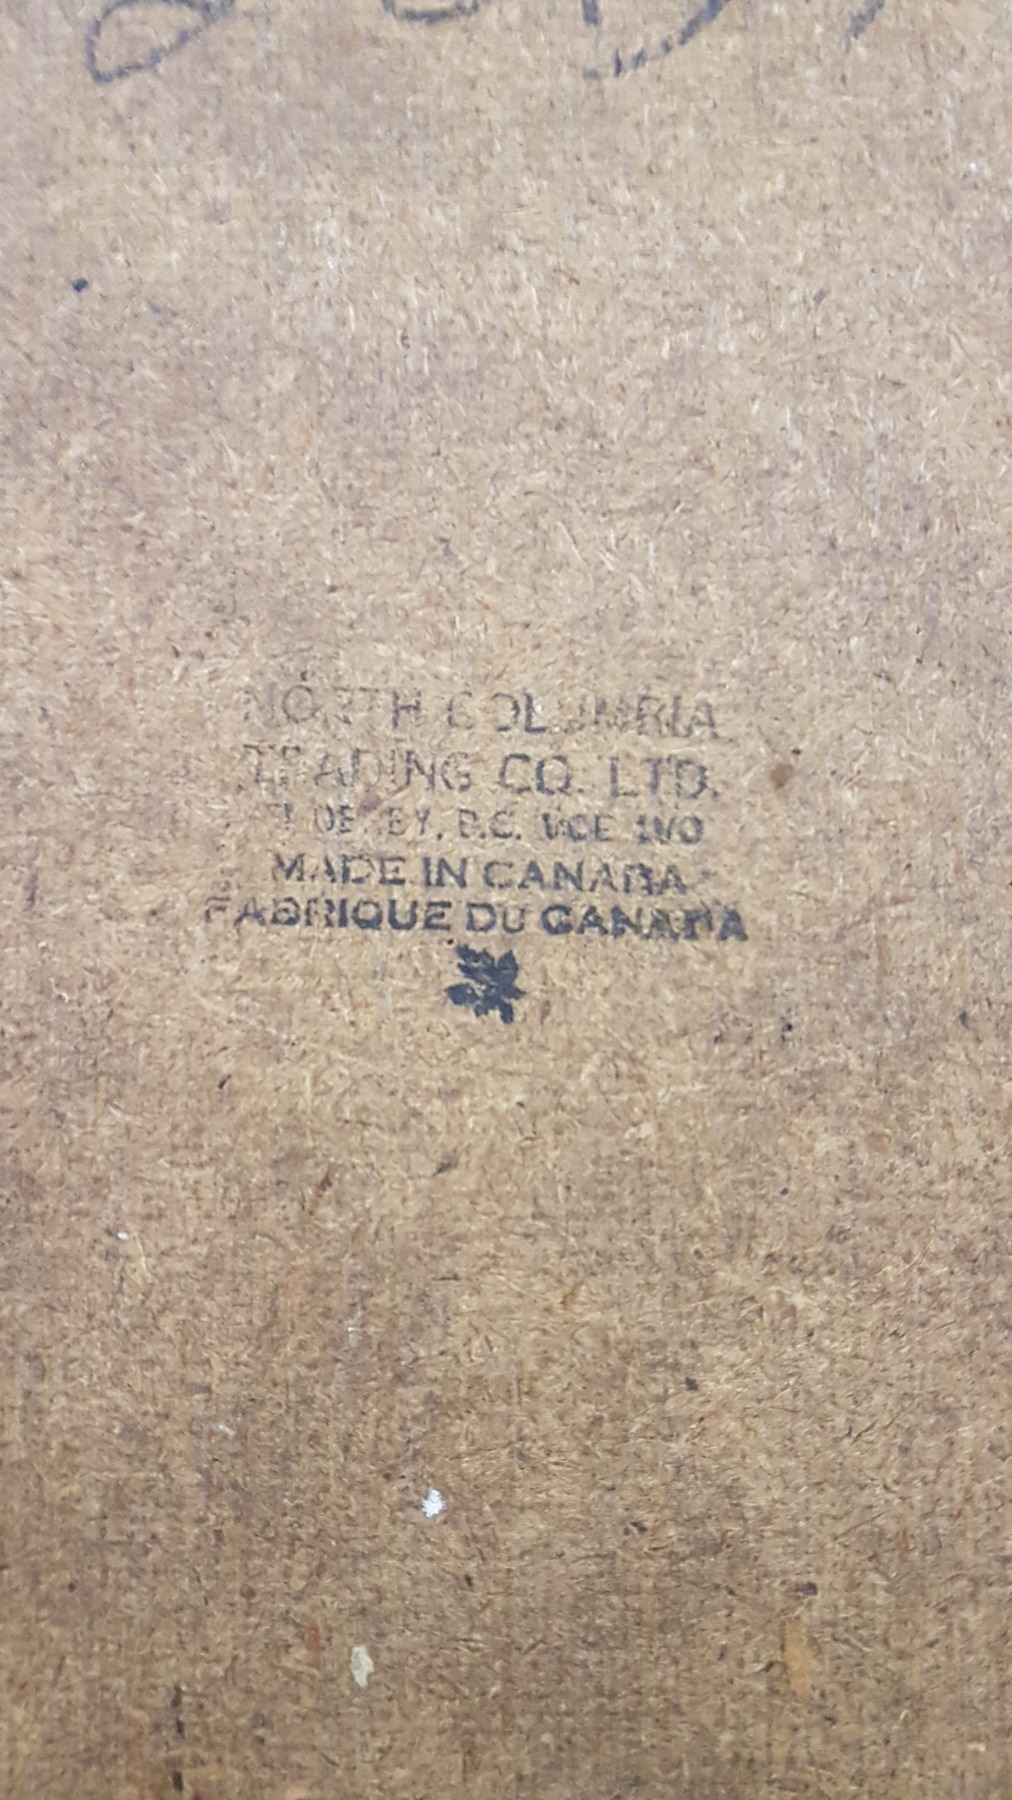 NORTH COLUMBIA
TRADING CO. LTD.
B.C. V0E 1V0
MADE IN CANADA
FABRIQUE DU CANADA